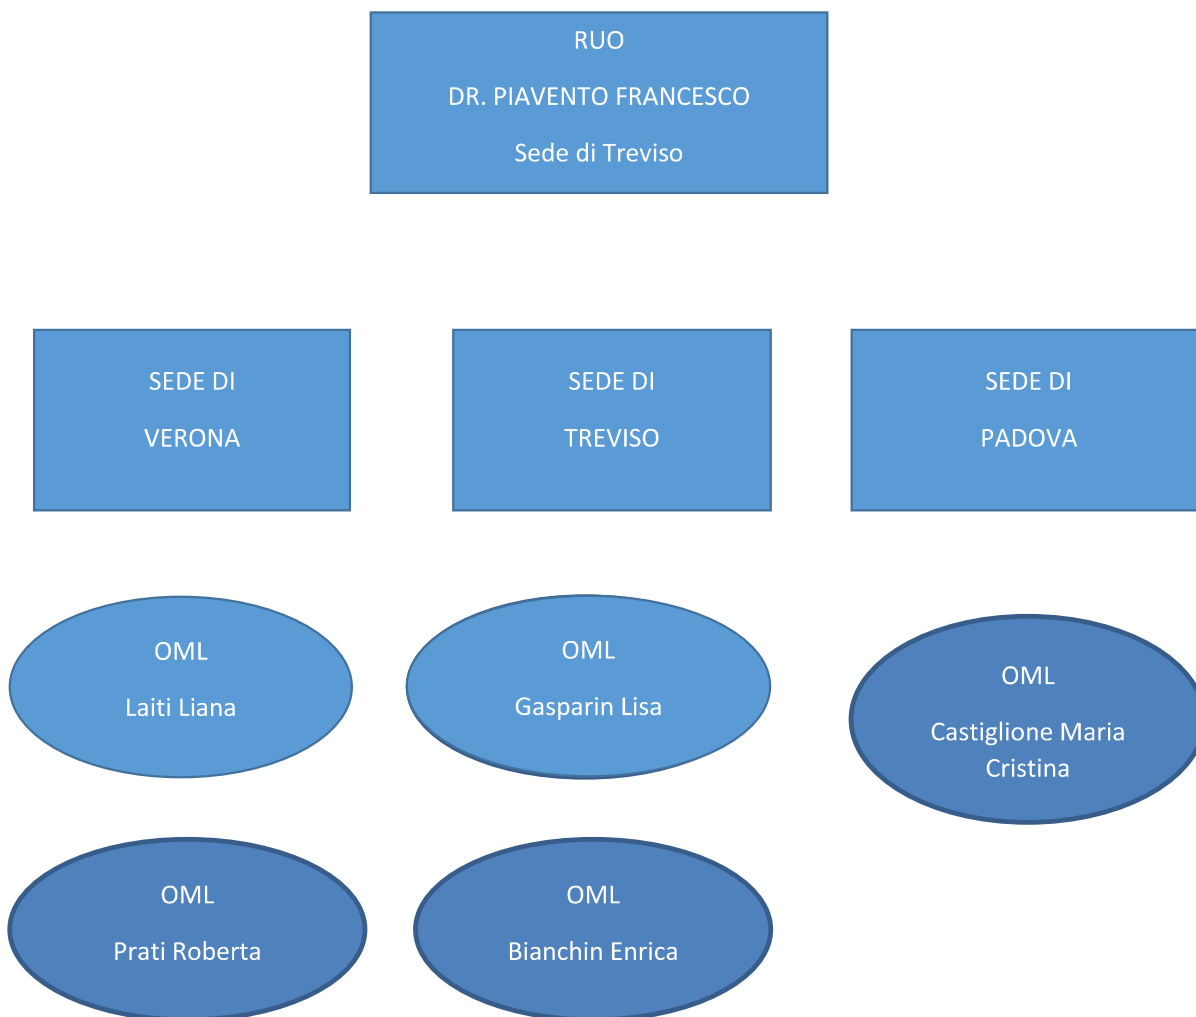 RUO
DR. PIAVENTO FRANCESCO
Sede di Treviso
SEDE DI
VERONA
SEDE DI
TREVISO
SEDE DI
PADOVA
OML
Laiti Liana
OML
Gasparin Lisa
OML
Castiglione Maria
Cristina
OML
Prati Roberta
OML
Bianchin Enrica